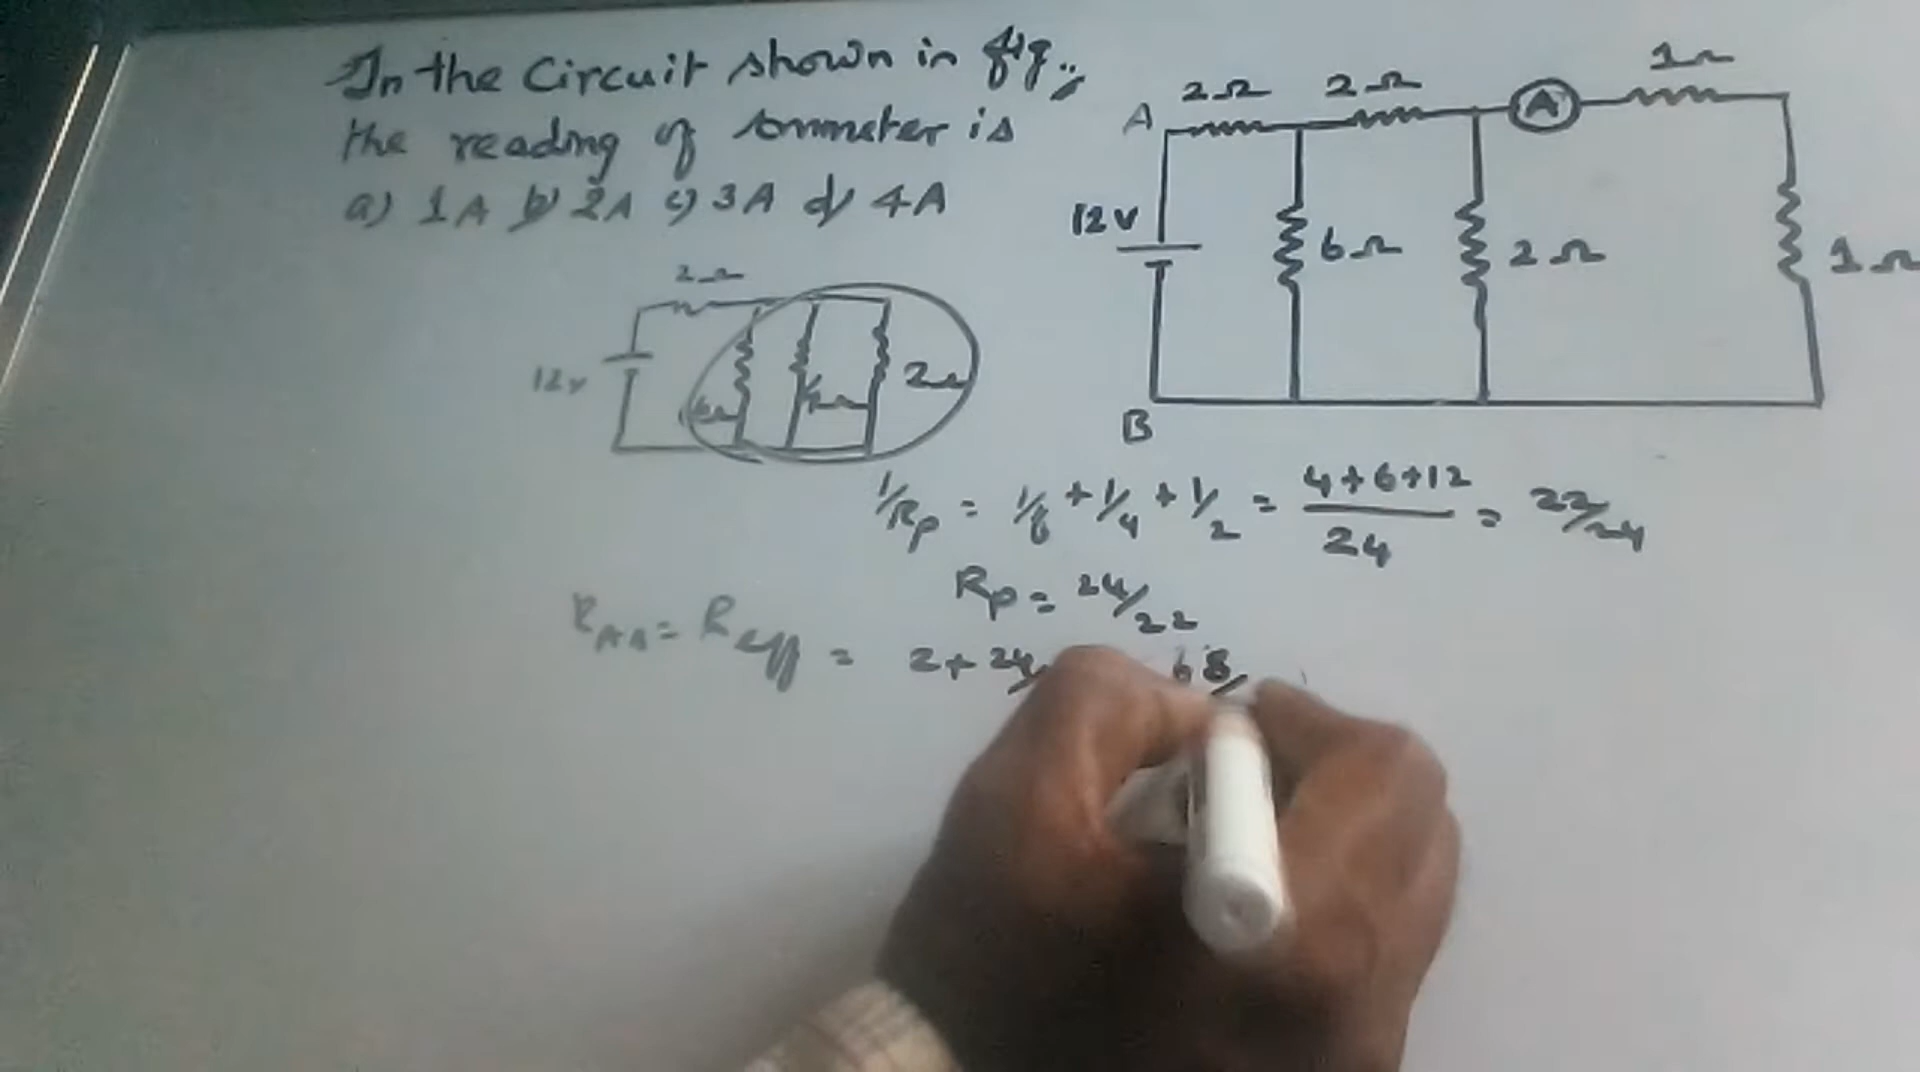 In the Circuit shown in fig.,
the reading of ammeter is
a) 1A b) 2A c) 3A d) 4A
2Ω 2Ω A 1Ω
A
12V 6Ω 2Ω 1Ω
B
2Ω
12V 2Ω
1/Rp = 1/6 + 1/4 + 1/2 = 4+6+12/24 = 22/24
Rp = 24/22
= Reff = 2+24/ 68/